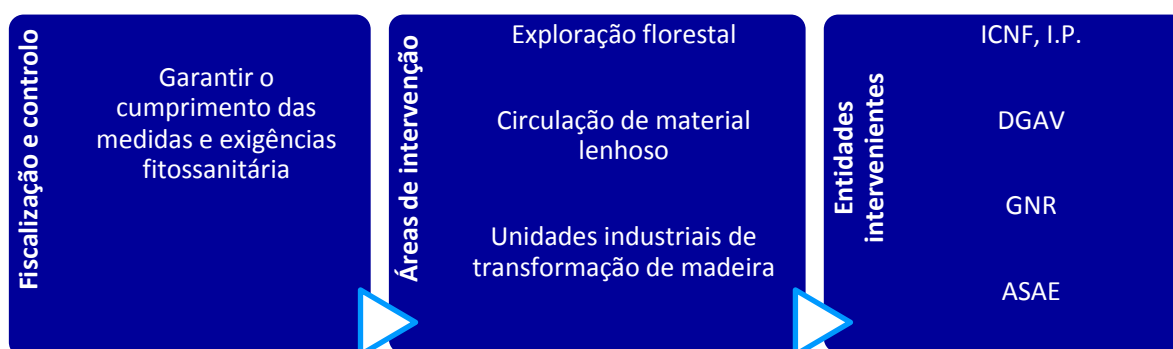 Fiscalização e controlo
Garantir o
cumprimento das
medidas e exigências
fitossanitária
Áreas de intervenção
Exploração florestal
Circulação de material
lenhoso
Unidades industriais de
transformação de madeira
Entidades
intervenientes
ICNF, I.P.
DGAV
GNR
ASAE